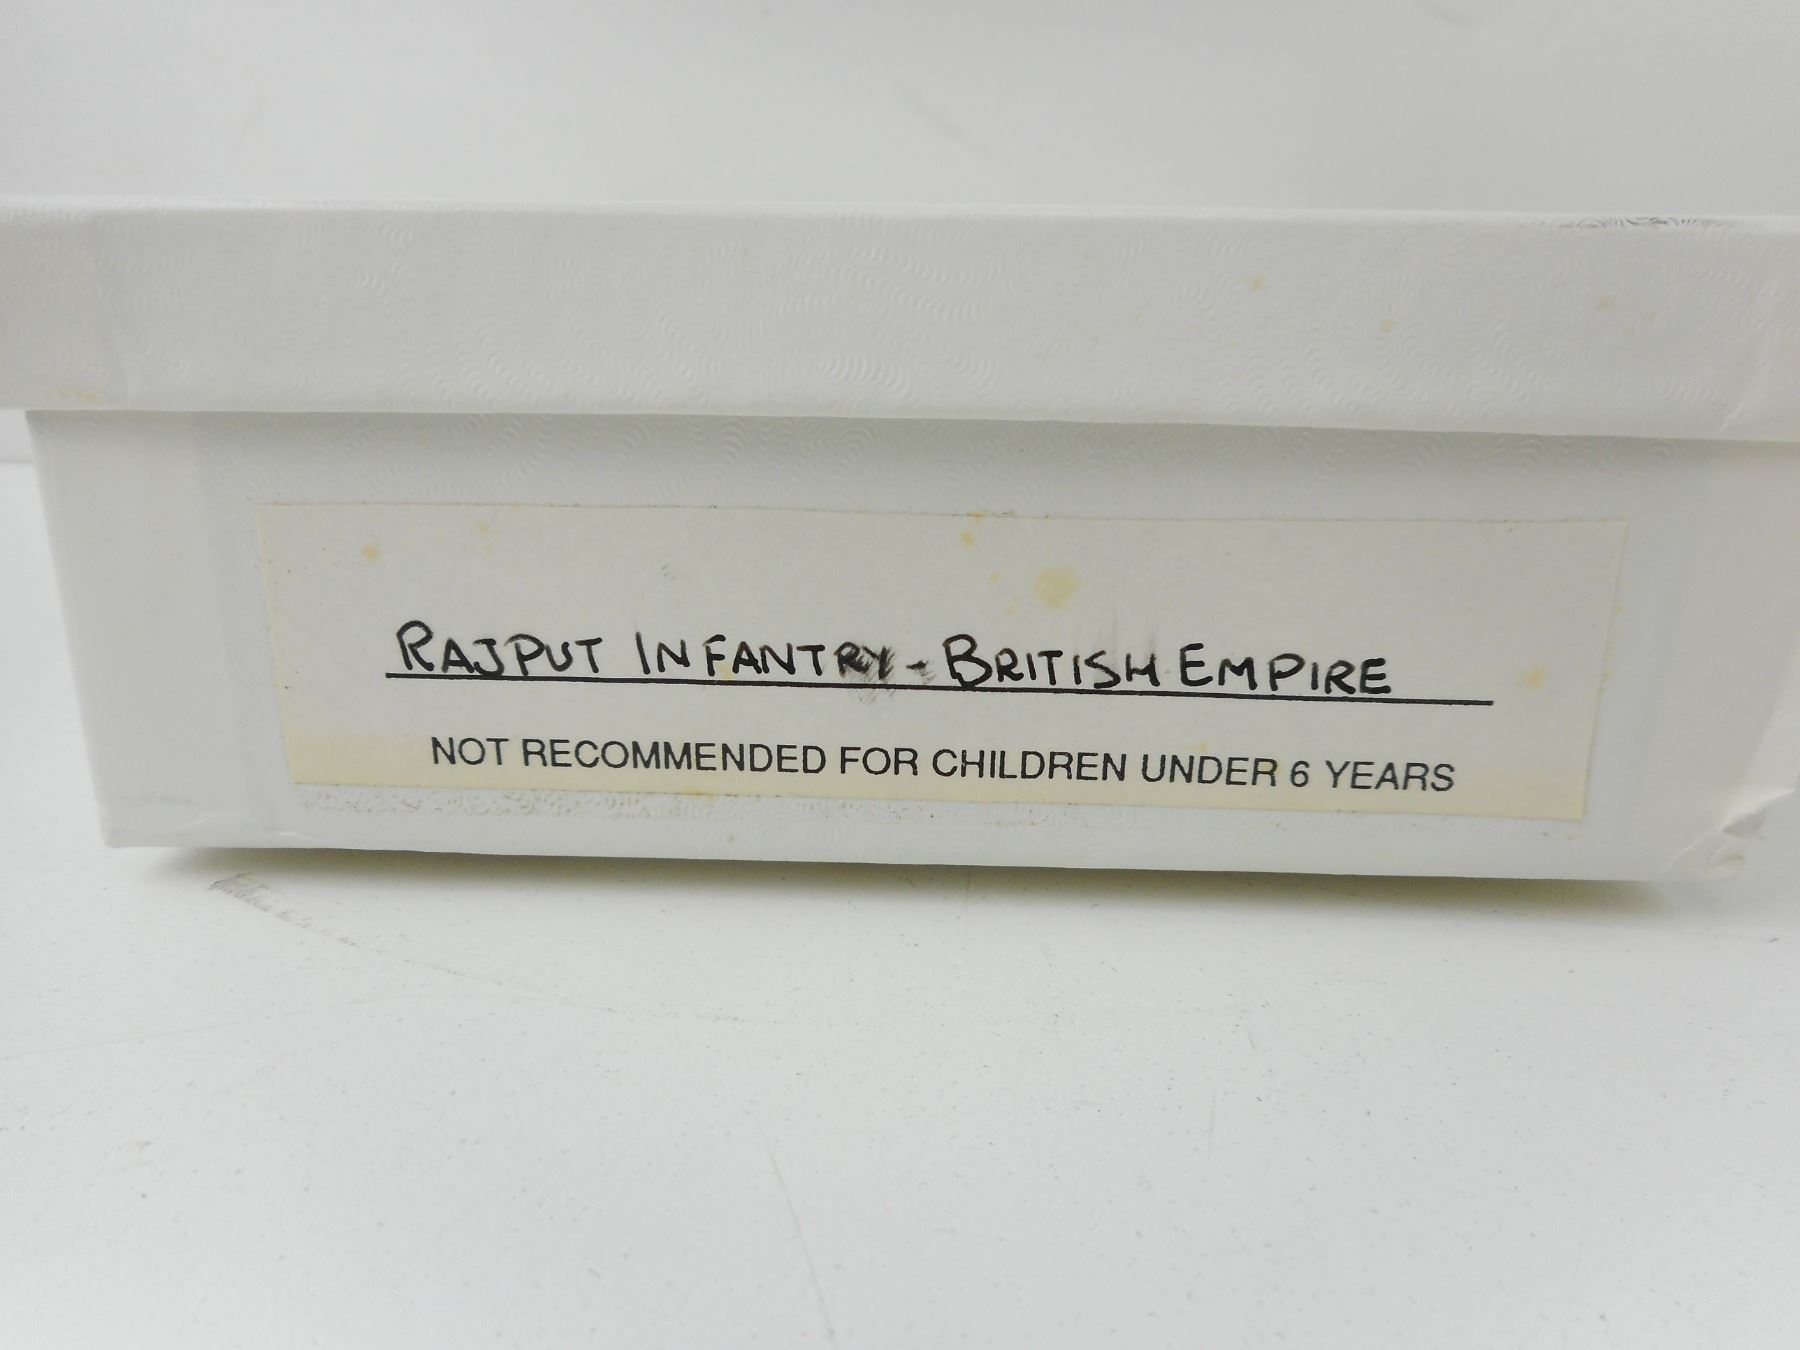 RAJPUT INFANTRY - BRITISH EMPIRE
NOT RECOMMENDED FOR CHILDREN UNDER 6 YEARS